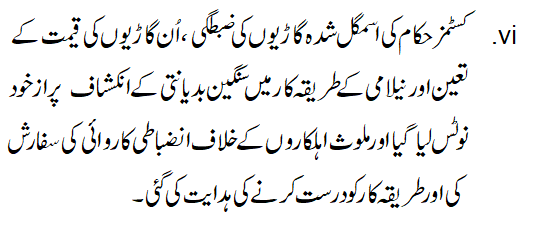 vi. کسٹمز حکام کی اسمگل شدہ گاڑیوں کی ضبطگی ، اُن گاڑیوں کی قیمت کے
تعین اور نیلامی کے طریقہ کار میں سنگین بدیانتی کے انکشاف پر از خود
نوٹس لیا گیا اور ملوث اہلکاروں کے خلاف انضباطی کاروائی کی سفارش
کی اور طریقہ کار کو درست کرنے کی ہدایت کی گئی۔